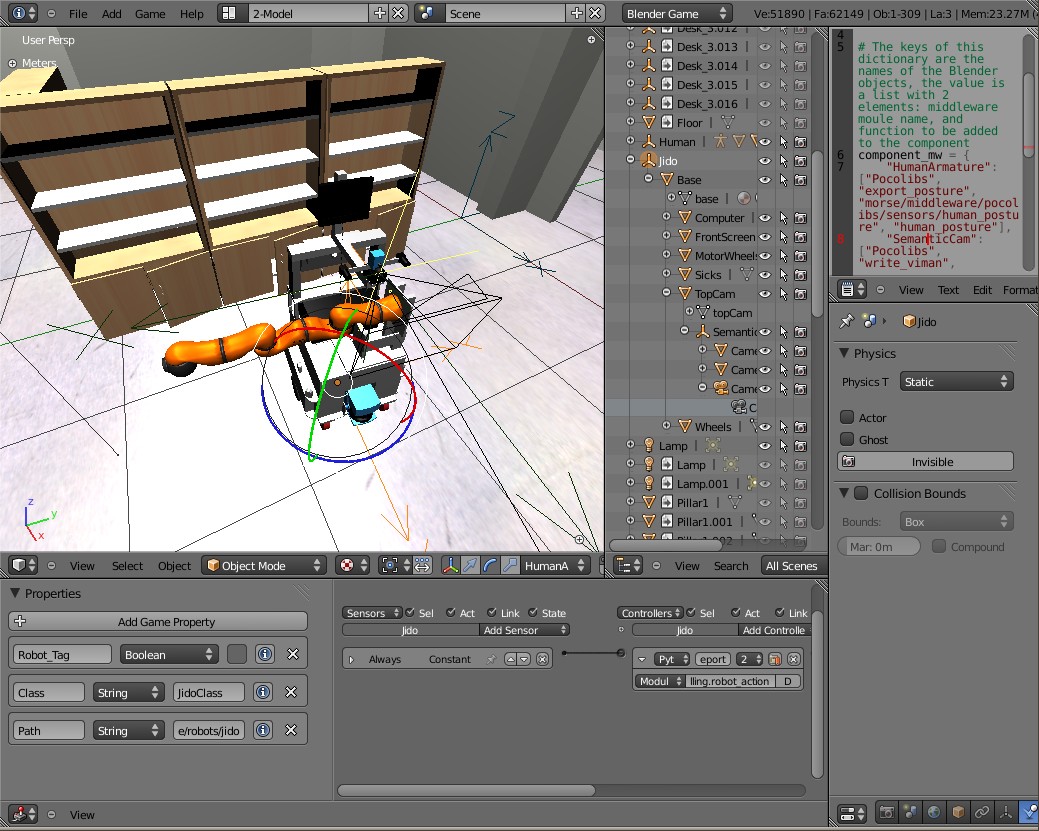 File Add Game Help 2-Model Scene Blender Game Ve:51890 | Fa:62149 | Ob:1-309 | La:3 | Mem:23.27M
User Persp
Meters
Desk_3.012
Desk_3.013
Desk_3.014
Desk_3.015
Desk_3.016
Floor
Human
Jido
Base
base
Computer
FrontScreen
MotorWheel
Sicks
TopCam
topCam
Semantic
Came
Came
Came
C
Wheels
Lamp
Lamp
Lamp.001
Pillar1
Pillar1.001
Pillar1.002
z
y
x
View Select Object Object Mode HumanA
View Search All Scenes
4
5 # The keys of this
dictionary are the
names of the Blender
objects, the value is
a list with 2
elements: middleware
moule name, and
function to be added
to the component
6 component_mw = {
7 "HumanArmature":
["Pocolibs",
"export_posture",
"morse/middleware/pocol
ibs/sensors/human_postu
re", "human_posture"],
8 "SemanticCam":
["Pocolibs",
"write_viman",
View Text Edit Format
Jido
Physics
Physics T Static
Actor
Ghost
Invisible
Collision Bounds
Bounds: Box
Mar: 0m Compound
Properties
Add Game Property
Robot_Tag Boolean
Class String JidoClass
Path String e/robots/jido
Sensors Sel Act Link State
Jido Add Sensor
Always Constant
Controllers Sel Act Link
Jido Add Controlle
Pyt eport 2
Modul lling.robot_action D
View